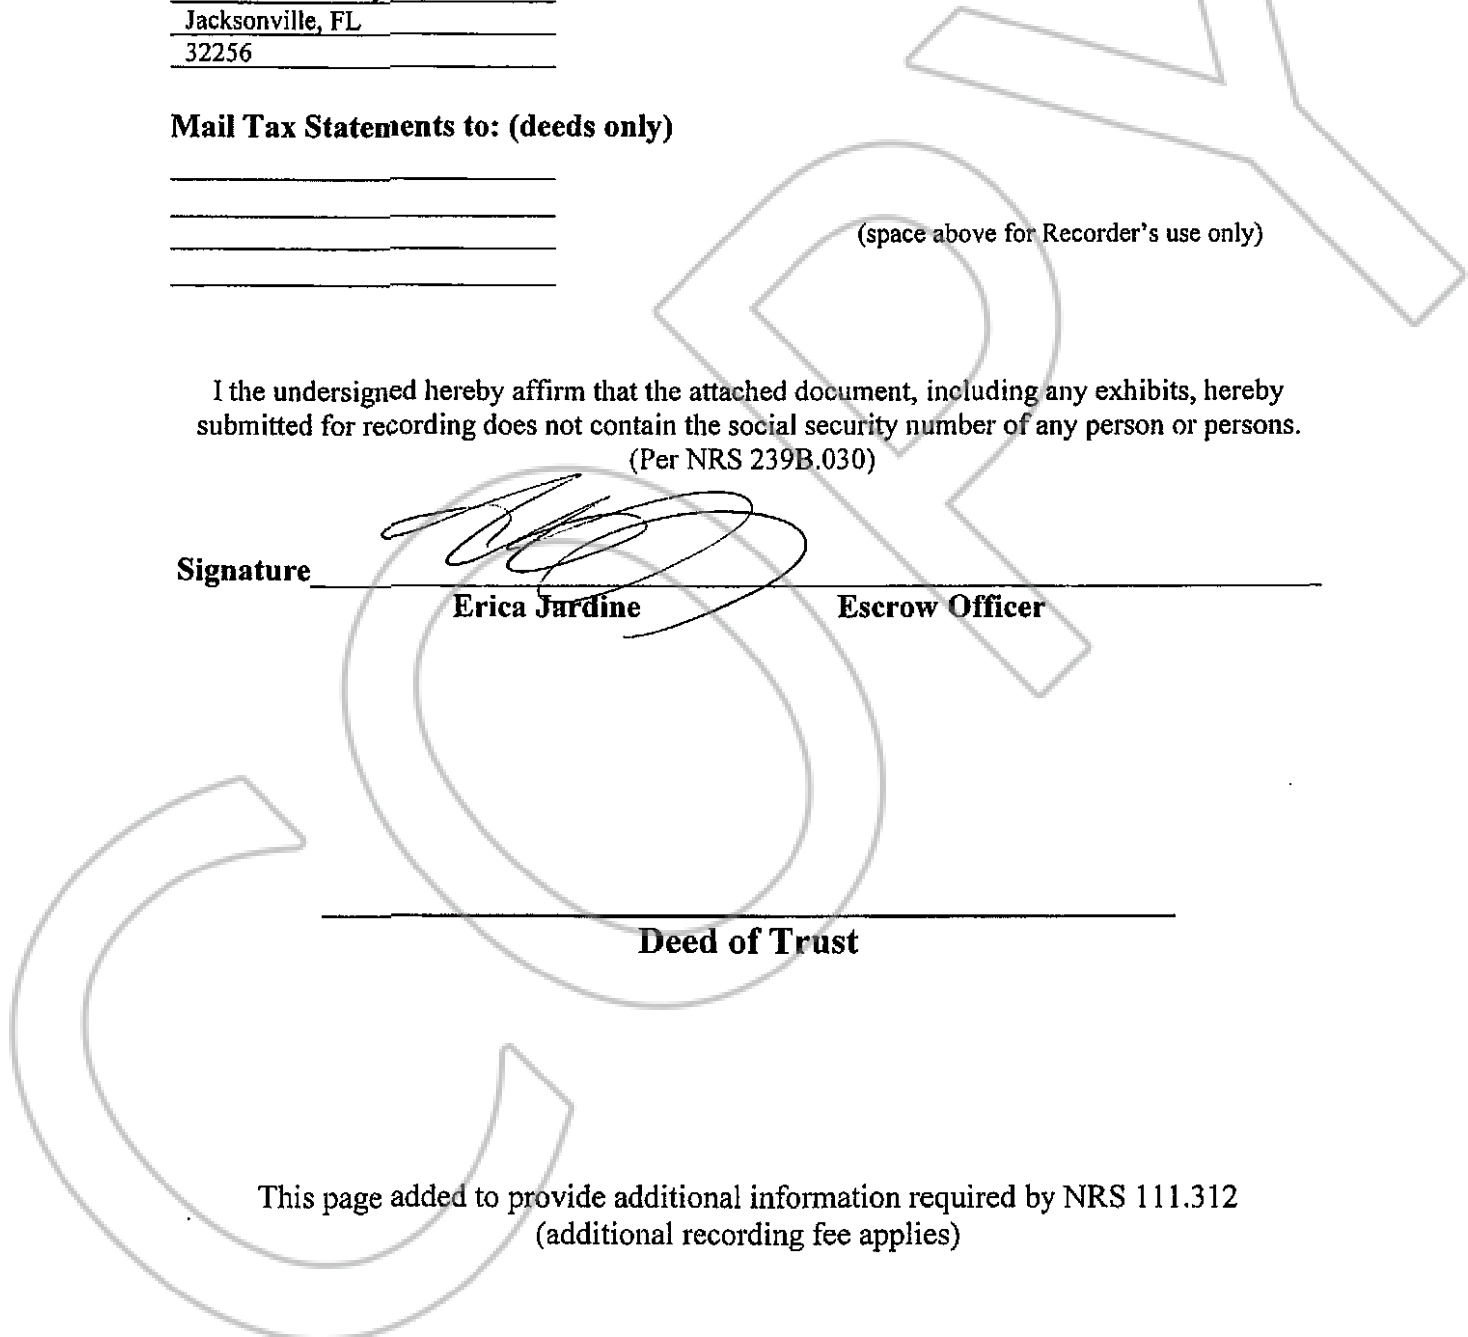 Jacksonville, FL
32256
Mail Tax Statements to: (deeds only)
(space above for Recorder's use only)
I the undersigned hereby affirm that the attached document, including any exhibits, hereby
submitted for recording does not contain the social security number of any person or persons.
(Per NRS 239B.030)
Signature
Erica Jardine Escrow Officer
Deed of Trust
This page added to provide additional information required by NRS 111.312
(additional recording fee applies)
COPY